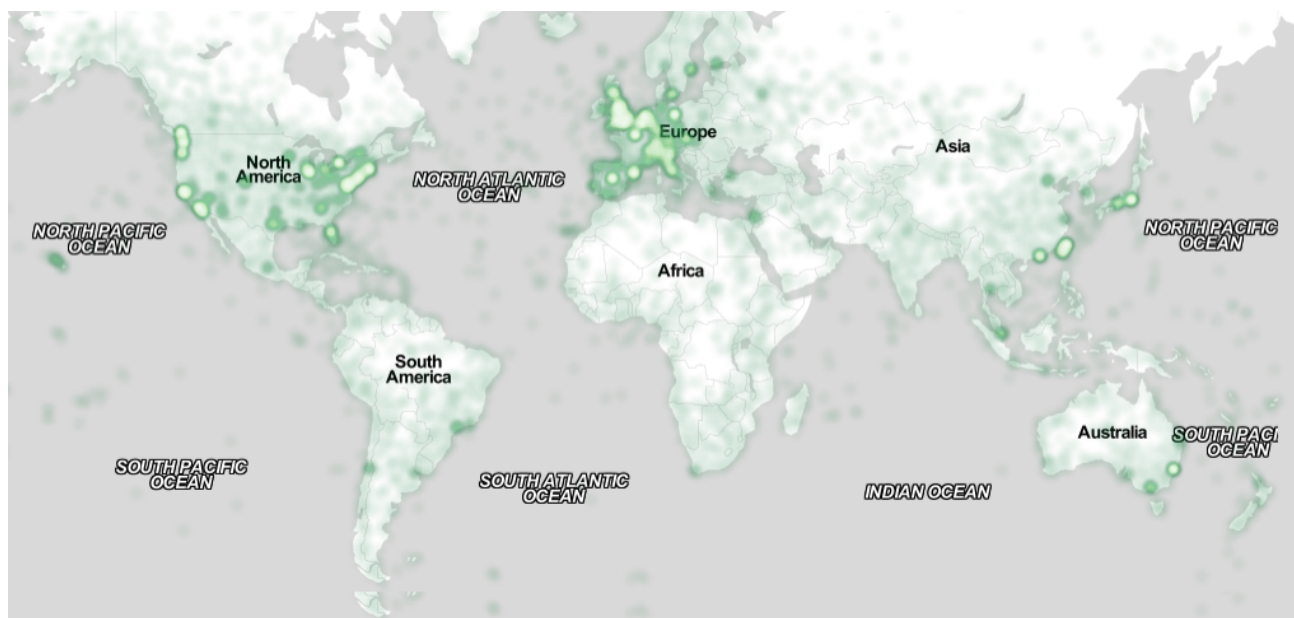 Europe
Asia
North
America
NORTH ATLANTIC
OCEAN
NORTH PACIFIC
OCEAN
NORTH PACIFIC
OCEAN
Africa
South
America
Australia
SOUTH PACI
OCEAN
SOUTH PACIFIC
OCEAN
SOUTH ATLANTIC
OCEAN
INDIAN OCEAN